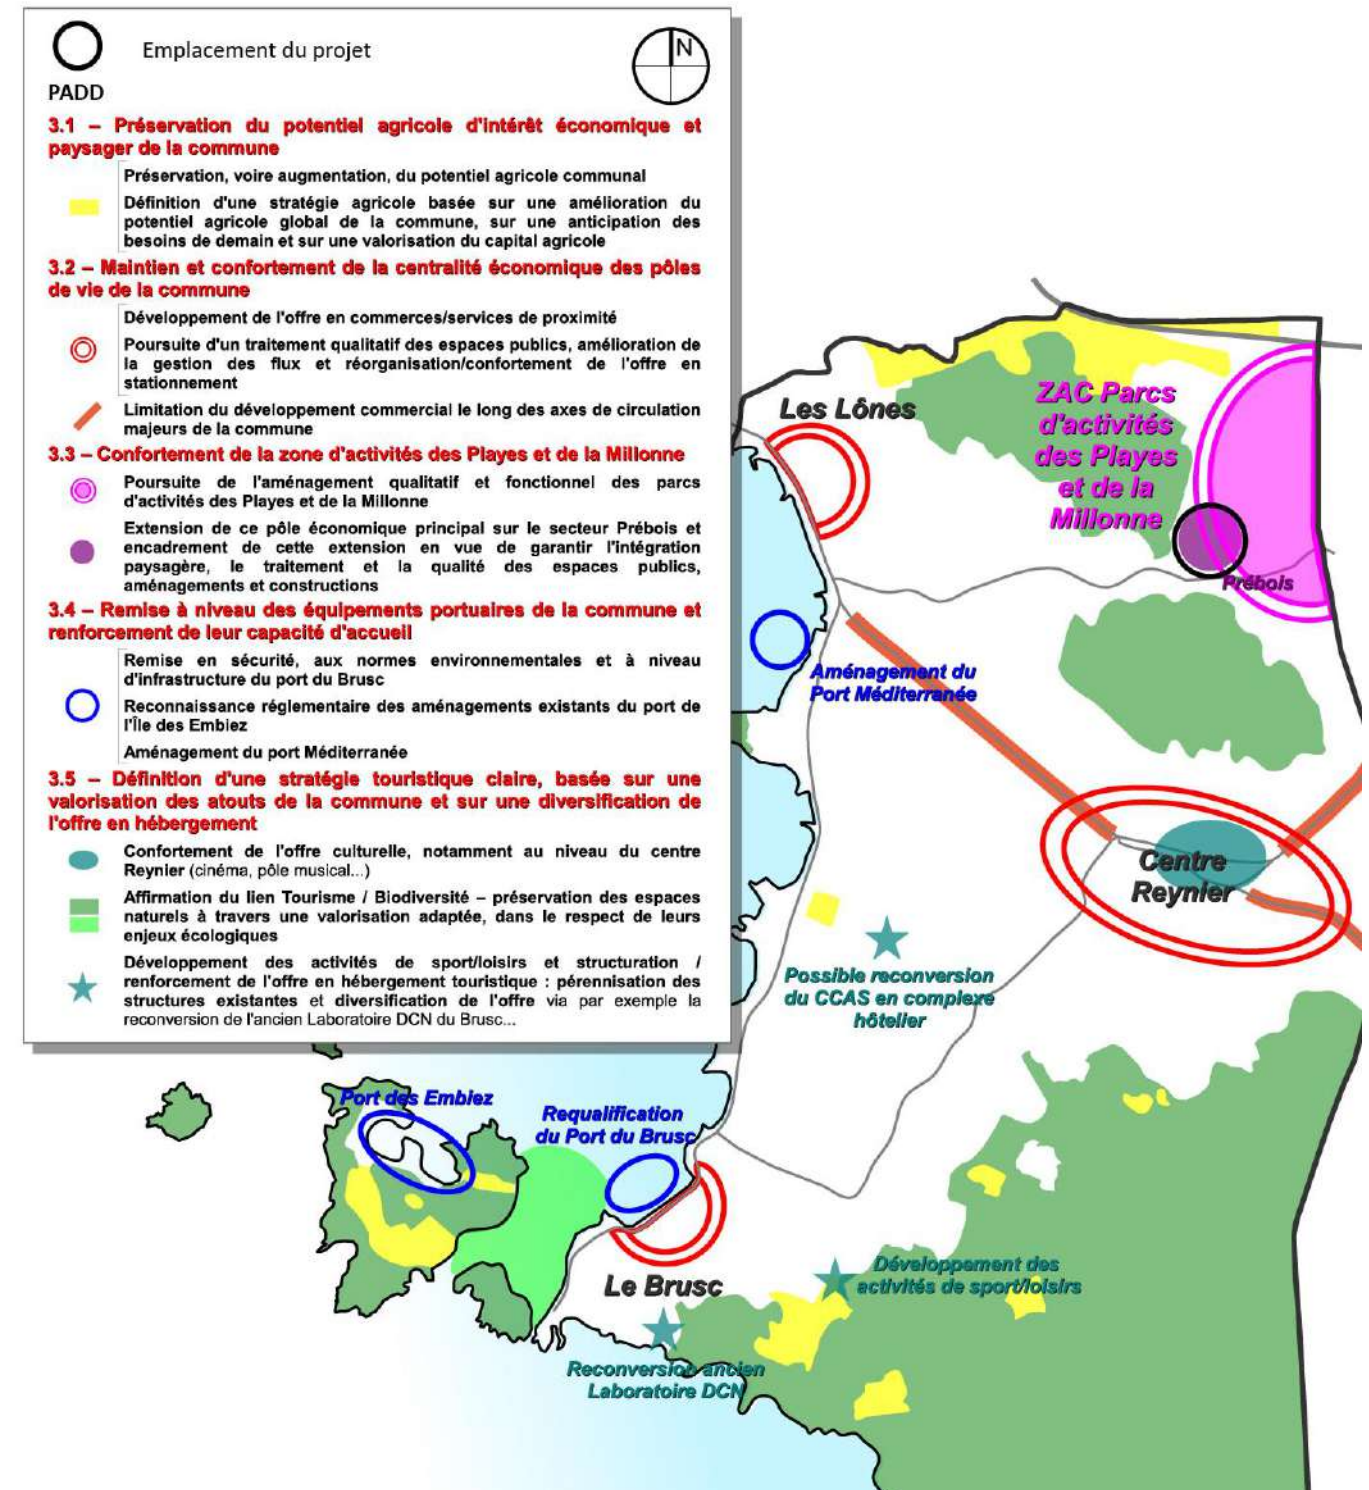 Emplacement du projet
N
PADD
3.1 – Préservation du potentiel agricole d'intérêt économique et
paysager de la commune
Préservation, voire augmentation, du potentiel agricole communal
Définition d'une stratégie agricole basée sur une amélioration du
potentiel agricole global de la commune, sur une anticipation des
besoins de demain et sur une valorisation du capital agricole
3.2 – Maintien et confortement de la centralité économique des pôles
de vie de la commune
Développement de l'offre en commerces/services de proximité
Poursuite d'un traitement qualitatif des espaces publics, amélioration de
la gestion des flux et réorganisation/confortement de l'offre en
stationnement
Limitation du développement commercial le long des axes de circulation
majeurs de la commune
3.3 – Confortement de la zone d'activités des Playes et de la Millonne
Poursuite de l'aménagement qualitatif et fonctionnel des parcs
d'activités des Playes et de la Millonne
Extension de ce pôle économique principal sur le secteur Prébois et
encadrement de cette extension en vue de garantir l'intégration
paysagère, le traitement et la qualité des espaces publics,
aménagements et constructions
3.4 – Remise à niveau des équipements portuaires de la commune et
renforcement de leur capacité d'accueil
Remise en sécurité, aux normes environnementales et à niveau
d'infrastructure du port du Brusc
Reconnaissance réglementaire des aménagements existants du port de
l'Île des Embiez
Aménagement du port Méditerranée
3.5 – Définition d'une stratégie touristique claire, basée sur une
valorisation des atouts de la commune et sur une diversification de
l'offre en hébergement
Confortement de l'offre culturelle, notamment au niveau du centre
Reynier (cinéma, pôle musical...)
Affirmation du lien Tourisme / Biodiversité – préservation des espaces
naturels à travers une valorisation adaptée, dans le respect de leurs
enjeux écologiques
Développement des activités de sport/loisirs et structuration /
renforcement de l'offre en hébergement touristique : pérennisation des
structures existantes et diversification de l'offre via par exemple la
reconversion de l'ancien Laboratoire DCN du Brusc...
Les Lônes
ZAC Parcs
d'activités
des Playes
et de la
Millonne
Prébois
Aménagement du
Port Méditerranée
Centre
Reynier
Possible reconversion
du CCAS en complexe
hôtelier
Port des Embiez
Requalification
du Port du Brusc
Le Brusc
Développement des
activités de sport/loisirs
Reconversion ancien
Laboratoire DCN